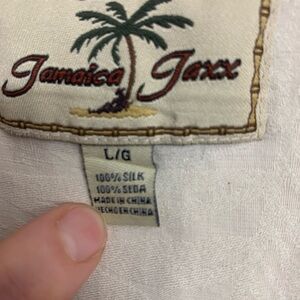 Jamaica Jaxx
L/G
100% SILK
100% SEDA
MADE IN CHINA
HECHO EN CHINA